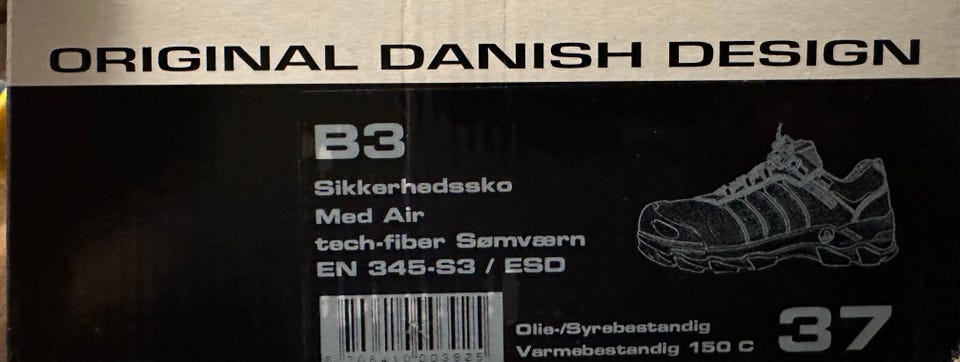 ORIGINAL DANISH DESIGN
B3
Sikkerhedssko
Med Air
tech-fiber Sømværn
EN 345-S3 / ESD
Olie-/Syrebestandig
Varmebestandig 150 C
37